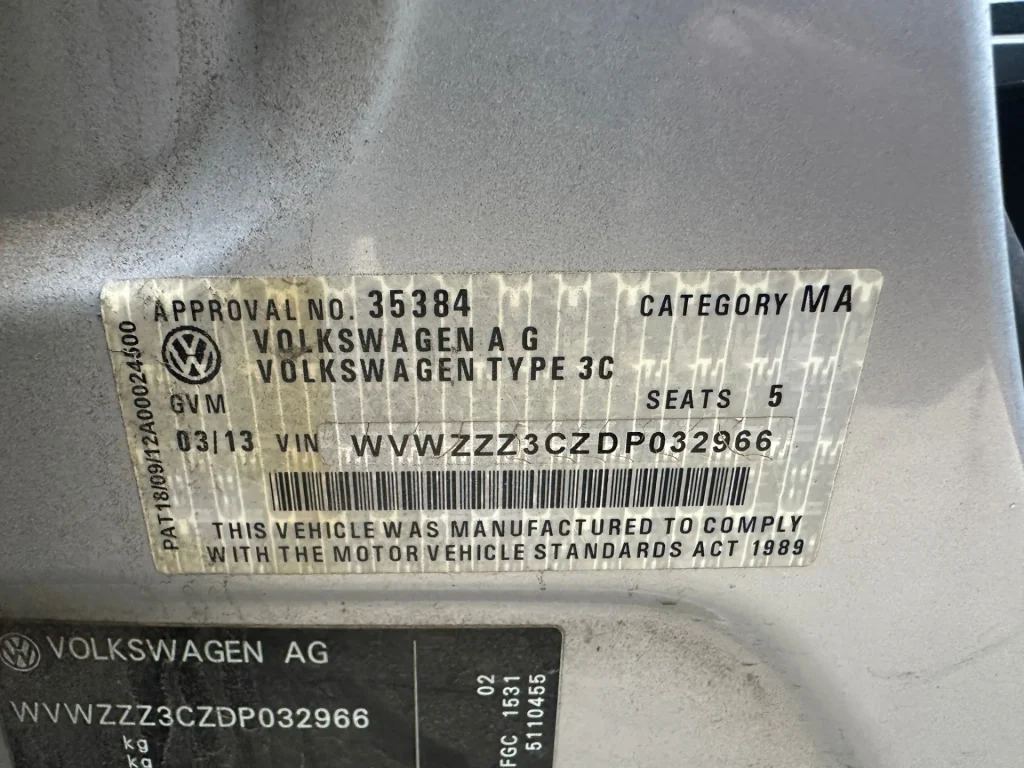 APPROVAL NO. 35384 CATEGORY MA
VOLKSWAGEN AG
VOLKSWAGEN TYPE 3C
GVM SEATS 5
03/13 VIN WVWZZZ3CZDP032966
THIS VEHICLE WAS MANUFACTURED TO COMPLY
WITH THE MOTOR VEHICLE STANDARDS ACT 1989
PAT18/09/12A00024500
VOLKSWAGEN AG
WVWZZZ3CZDP032966
kg
kg
02
FGC 1531
5110455